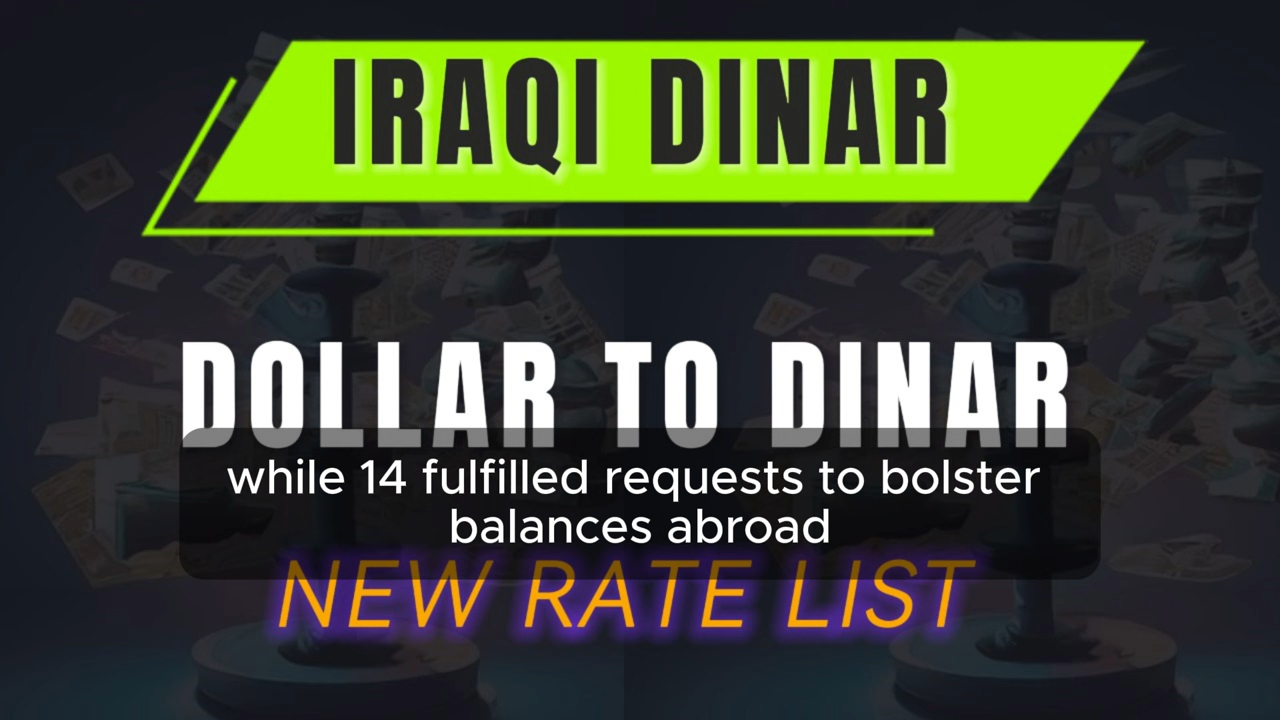 IRAQI DINAR
DOLLAR TO DINAR
while 14 fulfilled requests to bolster
balances abroad
NEW RATE LIST